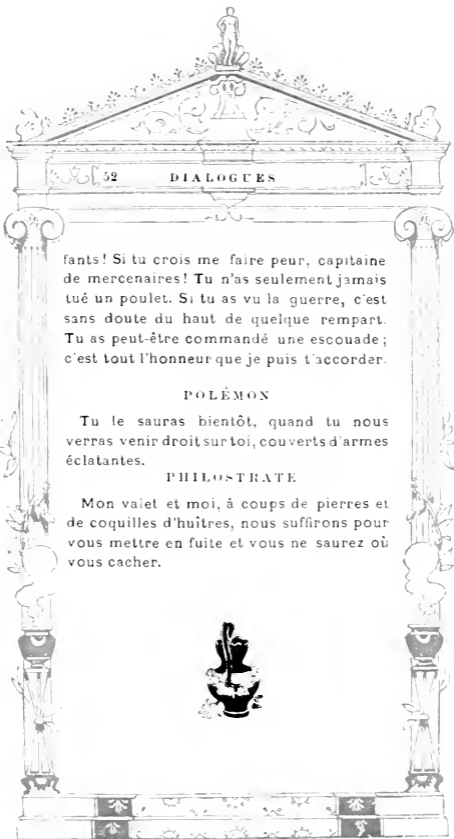 52 DIALOGUES
fants! Si tu crois me faire peur, capitaine
de mercenaires! Tu n'as seulement jamais
tué un poulet. Si tu as vu la guerre, c'est
sans doute du haut de quelque rempart.
Tu as peut-être commandé une escouade;
c'est tout l'honneur que je puis t'accorder.
POLÉMON
Tu le sauras bientôt, quand tu nous
verras venir droit sur toi, couverts d'armes
éclatantes.
PHILOSTRATE
Mon valet et moi, à coups de pierres et
de coquilles d'huîtres, nous suffirons pour
vous mettre en fuite et vous ne saurez où
vous cacher.